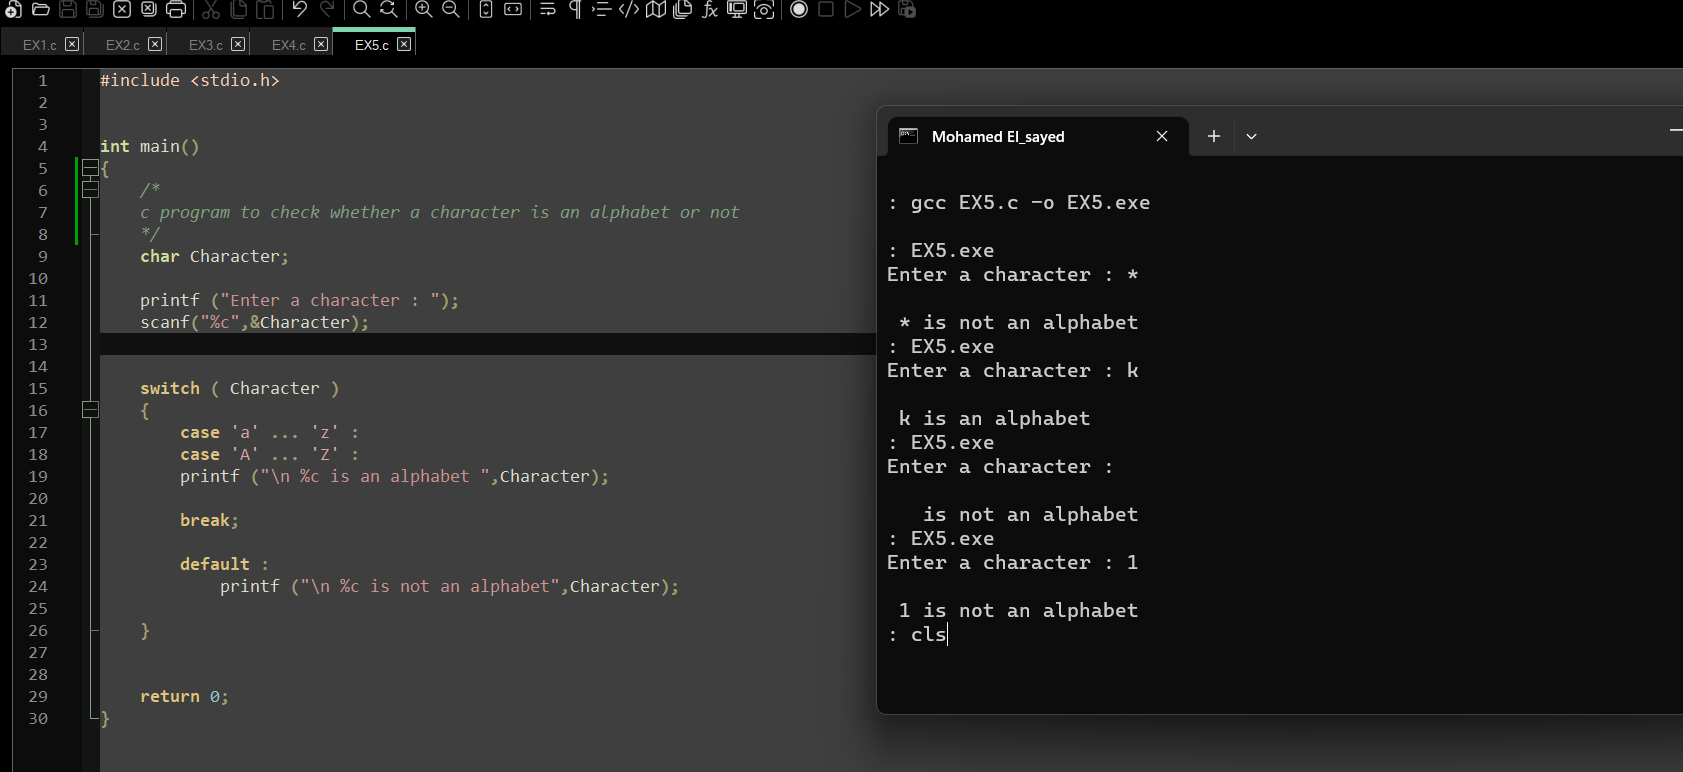 EX1.c EX2.c EX3.c EX4.c EX5.c
1 #include <stdio.h>
2
3
4 int main()
5 {
6 /*
7 c program to check whether a character is an alphabet or not
8 */
9 char Character;
10
11 printf ("Enter a character : ");
12 scanf("%c",&Character);
13
14
15 switch ( Character )
16 {
17 case 'a' ... 'z' :
18 case 'A' ... 'Z' :
19 printf ("\n %c is an alphabet ",Character);
20
21 break;
22
23 default :
24 printf ("\n %c is not an alphabet",Character);
25
26 }
27
28
29 return 0;
30 }
Mohamed El_sayed
: gcc EX5.c -o EX5.exe
: EX5.exe
Enter a character : *
* is not an alphabet
: EX5.exe
Enter a character : k
k is an alphabet
: EX5.exe
Enter a character :
is not an alphabet
: EX5.exe
Enter a character : 1
1 is not an alphabet
: cls